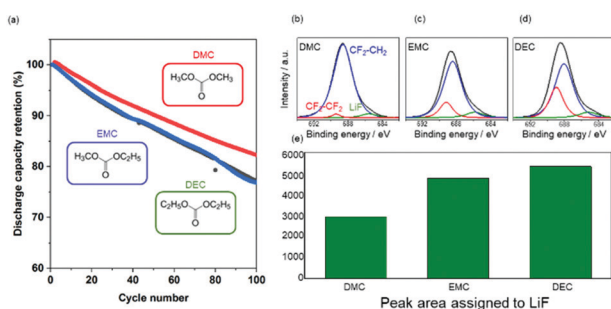 (a)
Discharge capacity retention (%)
110
100
90
80
70
60
0 20 40 60 80 100
Cycle number
DMC
H₃CO OCH₃
O
EMC
H₃CO OC₂H₅
O
DEC
C₂H₅O OC₂H₅
O
(b) (c) (d)
Intensity / a.u.
DMC CF₂-CH₂
CF₂-CF₂ LiF
692 688 684
Binding energy / eV
EMC
692 688 684
Binding energy / eV
DEC
692 688 684
Binding energy / eV
(e)
6000
5000
4000
3000
2000
1000
0
DMC EMC DEC
Peak area assigned to LiF